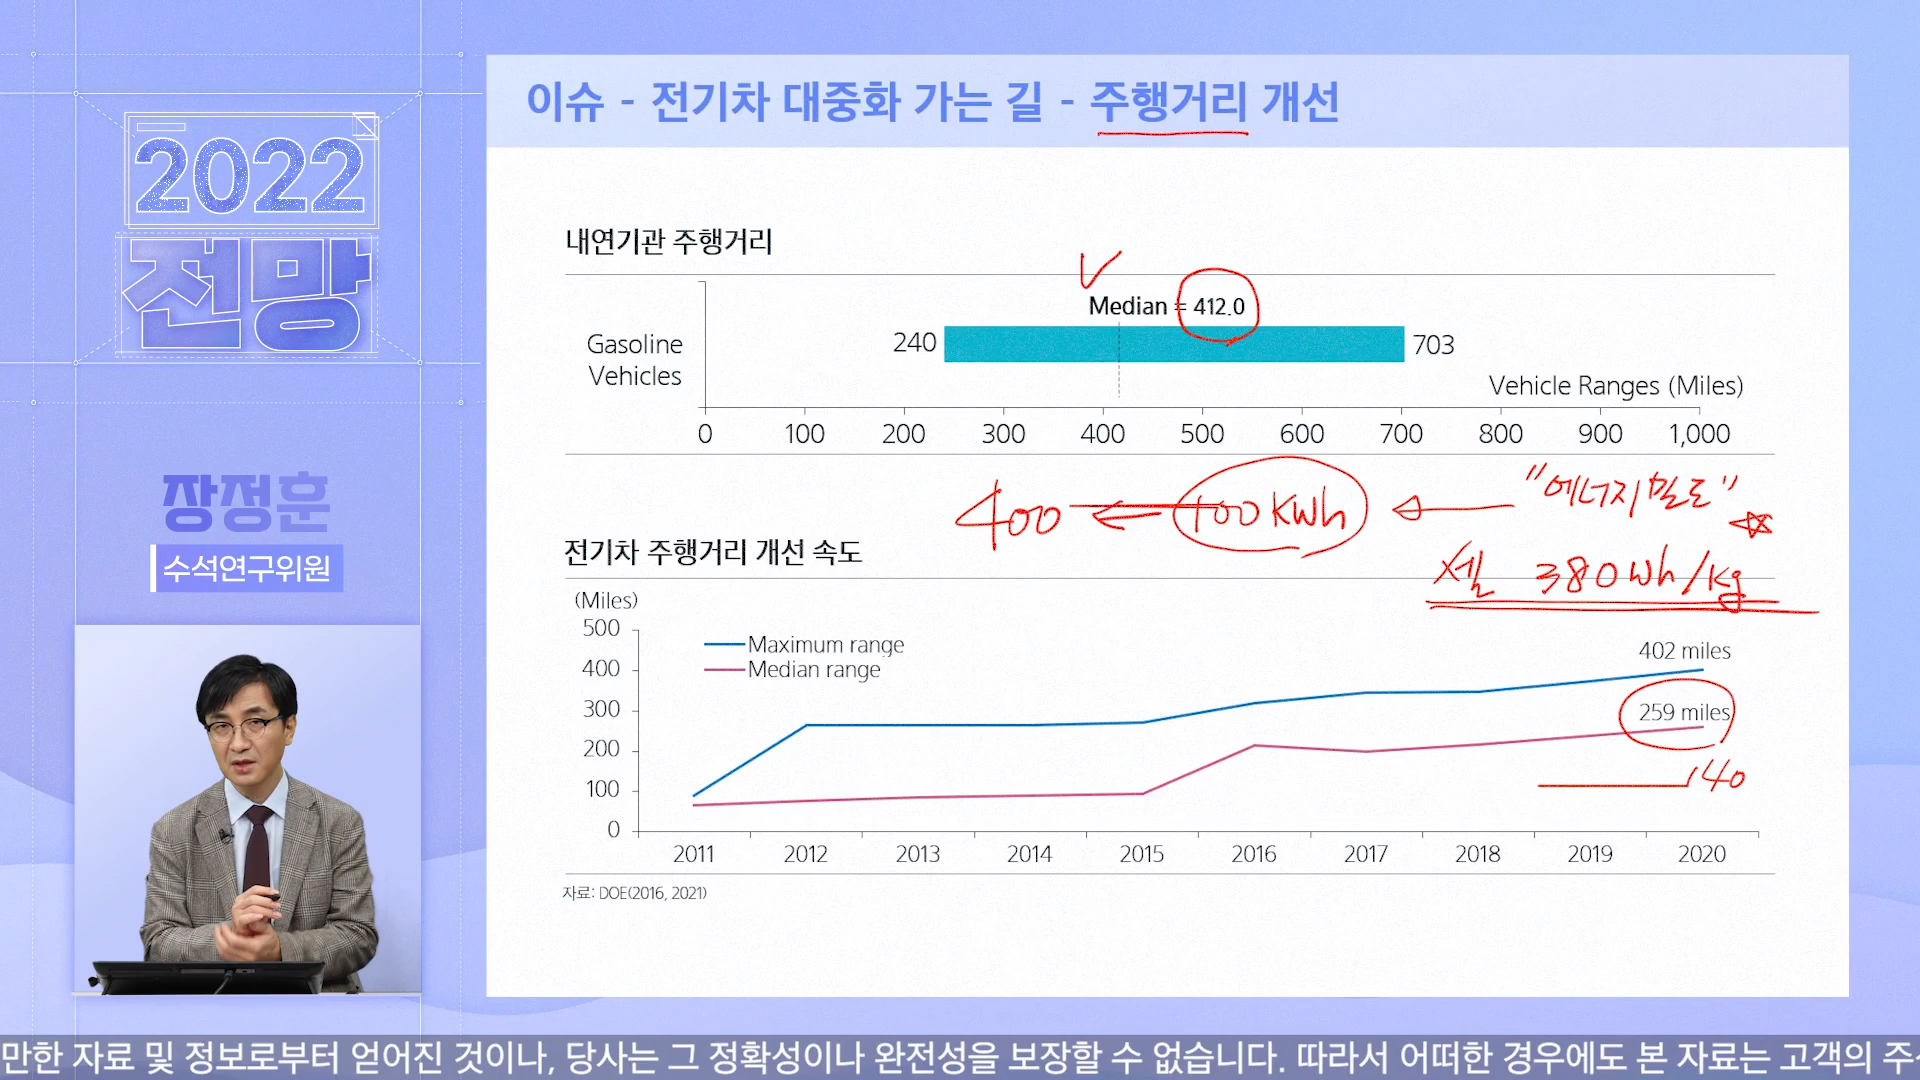 2022
전망
장정훈
수석연구위원
이슈 - 전기차 대중화 가는 길 - 주행거리 개선
내연기관 주행거리
Median = 412.0
240
703
Gasoline
Vehicles
Vehicle Ranges (Miles)
0 100 200 300 400 500 600 700 800 900 1,000
400 100 KWh "에너지밀도"
셀 380 Wh/kg
전기차 주행거리 개선 속도
(Miles)
500
400
300
200
100
0
Maximum range
Median range
402 miles
259 miles
140
2011 2012 2013 2014 2015 2016 2017 2018 2019 2020
자료: DOE(2016, 2021)
만한 자료 및 정보로부터 얻어진 것이나, 당사는 그 정확성이나 완전성을 보장할 수 없습니다. 따라서 어떠한 경우에도 본 자료는 고객의